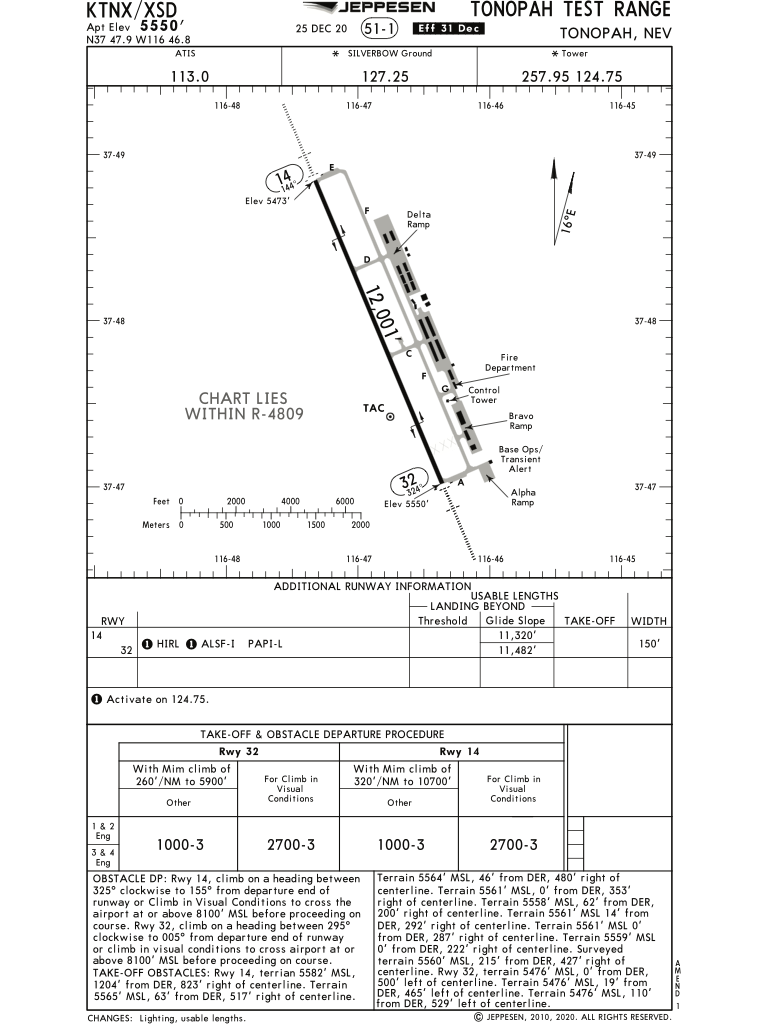 KTNX/XSD
JEPPESEN
TONOPAH TEST RANGE
Apt Elev 5550'
25 DEC 20 51-1 Eff 31 Dec
TONOPAH, NEV
N37 47.9 W116 46.8
ATIS
* SILVERBOW Ground
* Tower
113.0
127.25
257.95 124.75
116-48
116-47
116-46
116-45
37-49
37-49
14
144°
Elev 5473'
E
F
Delta
Ramp
16°E
D
12,001'
37-48
37-48
C
F
Fire
Department
G
Control
Tower
CHART LIES
WITHIN R-4809
TAC
Bravo
Ramp
XXX
Base Ops/
Transient
Alert
32
324°
37-47
37-47
A
Elev 5550'
Alpha
Ramp
Feet 0 2000 4000 6000
Meters 0 500 1000 1500 2000
116-48
116-47
116-46
116-45
ADDITIONAL RUNWAY INFORMATION
USABLE LENGTHS
LANDING BEYOND
RWY
Threshold
Glide Slope
TAKE-OFF
WIDTH
14
32
1 HIRL 1 ALSF-I PAPI-L
11,320'
11,482'
150'
1 Activate on 124.75.
TAKE-OFF & OBSTACLE DEPARTURE PROCEDURE
Rwy 32
Rwy 14
With Mim climb of
260'/NM to 5900'
Other
For Climb in
Visual
Conditions
With Mim climb of
320'/NM to 10700'
Other
For Climb in
Visual
Conditions
1 & 2
Eng
3 & 4
Eng
1000-3
2700-3
1000-3
2700-3
OBSTACLE DP: Rwy 14, climb on a heading between
325° clockwise to 155° from departure end of
runway or Climb in Visual Conditions to cross the
airport at or above 8100' MSL before proceeding on
course. Rwy 32, climb on a heading between 295°
clockwise to 005° from departure end of runway
or climb in visual conditions to cross airport at or
above 8100' MSL before proceeding on course.
TAKE-OFF OBSTACLES: Rwy 14, terrian 5582' MSL,
1204' from DER, 823' right of centerline. Terrain
5565' MSL, 63' from DER, 517' right of centerline.
Terrain 5564' MSL, 46' from DER, 480' right of
centerline. Terrain 5561' MSL, 0' from DER, 353'
right of centerline. Terrain 5558' MSL, 62' from DER,
200' right of centerline. Terrain 5561' MSL 14' from
DER, 292' right of centerline. Terrain 5561' MSL 0'
from DER, 287' right of centerline. Terrain 5559' MSL
0' from DER, 222' right of centerline. Surveyed
terrain 5560' MSL, 215' from DER, 427' right of
centerline. Rwy 32, terrain 5476' MSL, 0' from DER,
500' left of centerline. Terrain 5476' MSL, 19' from
DER, 465' left of centerline. Terrain 5476' MSL, 110'
from DER, 529' left of centerline.
AMEND 1
CHANGES: Lighting, usable lengths.
© JEPPESEN, 2010, 2020. ALL RIGHTS RESERVED.